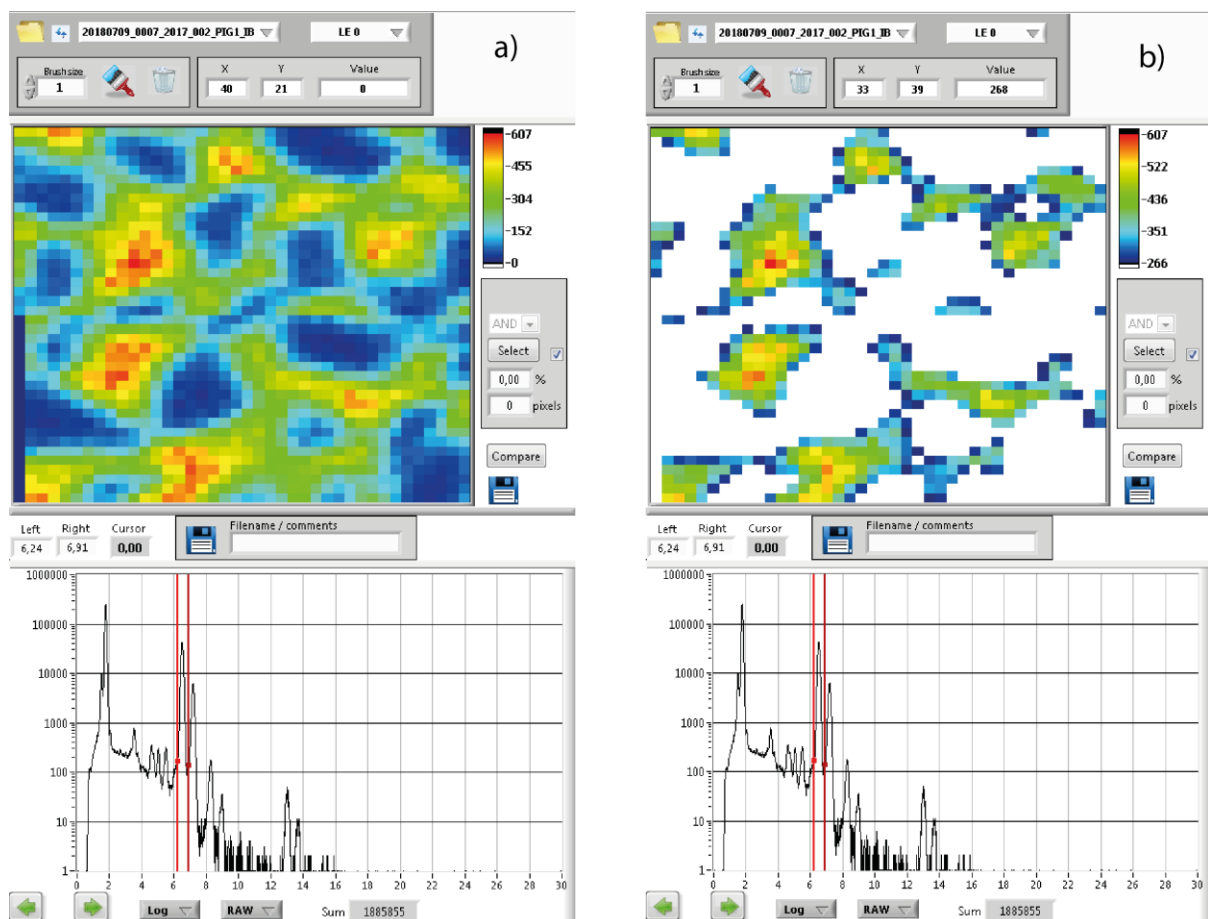 20180709_0007_2017_002_PIG1_IB LE 0
a)
Brush size X Y Value
1 40 21 0
607
455
304
152
0
AND
Select
0,00 %
0 pixels
Compare
Left Right Cursor Filename / comments
6,24 6,91 0,00
1000000
100000
10000
1000
100
10
1
0 2 4 6 8 10 12 14 16 18 20 22 24 26 28 30
Log RAW Sum 1885855
20180709_0007_2017_002_PIG1_IB LE 0
b)
Brush size X Y Value
1 33 39 268
607
522
436
351
266
AND
Select
0,00 %
0 pixels
Compare
Left Right Cursor Filename / comments
6,24 6,91 0,00
1000000
100000
10000
1000
100
10
1
0 2 4 6 8 10 12 14 16 18 20 22 24 26 28 30
Log RAW Sum 1885855